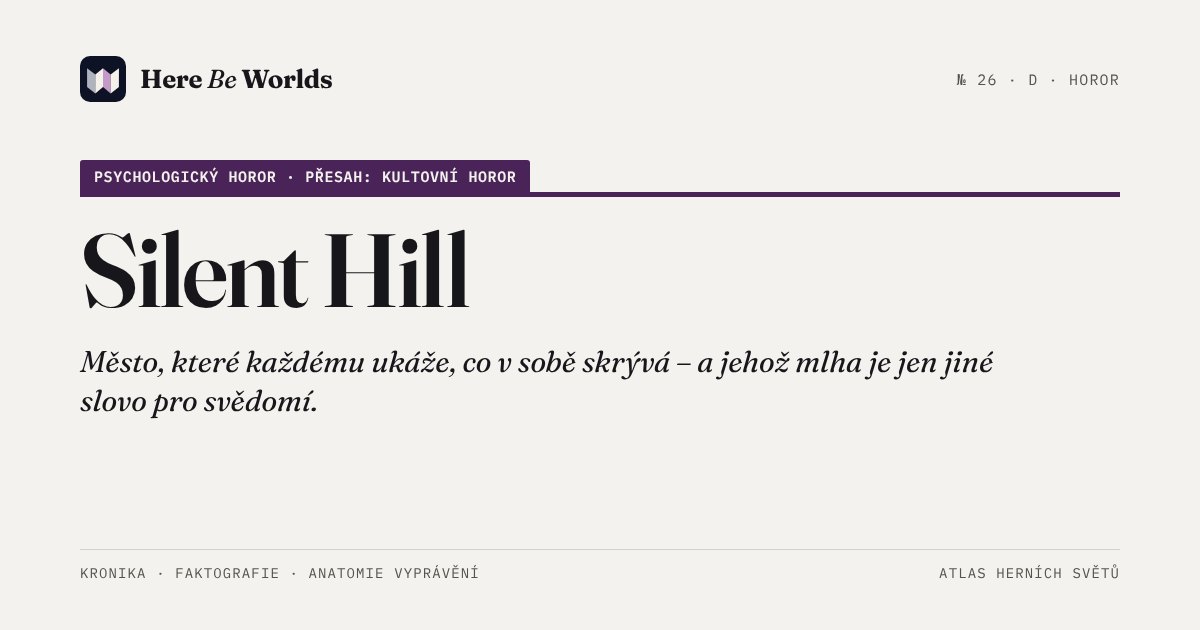 Here Be Worlds
№ 26 · D · HOROR
PSYCHOLOGICKÝ HOROR · PŘESAH: KULTOVNÍ HOROR
Silent Hill
Město, které každému ukáže, co v sobě skrývá – a jehož mlha je jen jiné
slovo pro svědomí.
KRONIKA · FAKTOGRAFIE · ANATOMIE VYPRÁVĚNÍ
ATLAS HERNÍCH SVĚTŮ